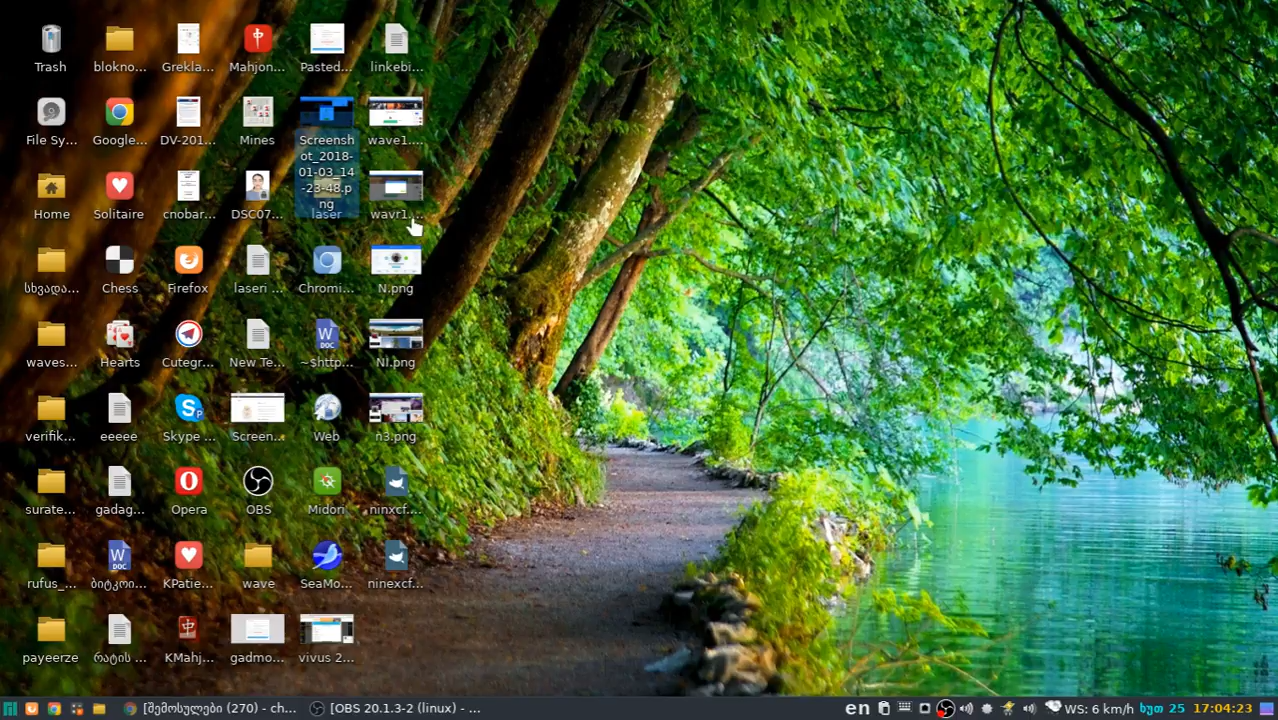 Trash
blokno...
Grekla...
Mahjon...
Pasted...
linkebi...
File Sy...
Google...
DV-201...
Mines
Screensh
ot_2018-
01-03_14
-23-48.p
ng
wave1....
Home
Solitaire
cnobar...
DSC07...
laser
wavr1....
სხვადა...
Chess
Firefox
laseri ...
Chromi...
N.png
waves...
Hearts
Cutegr...
New Te...
~$http...
NI.png
verifik...
eeeee
Skype ...
Screen...
Web
n3.png
surate...
gadag...
Opera
OBS
Midori
ninxcf....
rufus_...
ბიტკოი...
KPatie...
wave
SeaMo...
ninexcf...
payeerze
რატის ...
KMahj...
gadmo...
vivus 2...
[შემოსულები (270) - ch...
[OBS 20.1.3-2 (linux) - ...
en
WS: 6 km/h
ხუთ 25
17:04:23